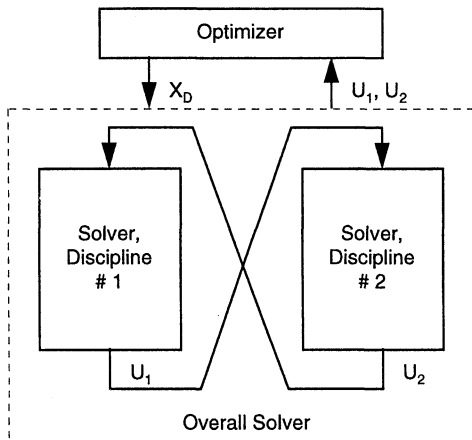 Optimizer
X_D
U_1, U_2
Solver,
Discipline
# 1
Solver,
Discipline
# 2
U_1
U_2
Overall Solver